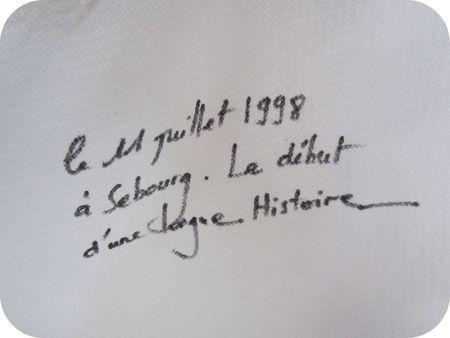 le 11 juillet 1998
à Sebourg. Le début
d'une longue Histoire